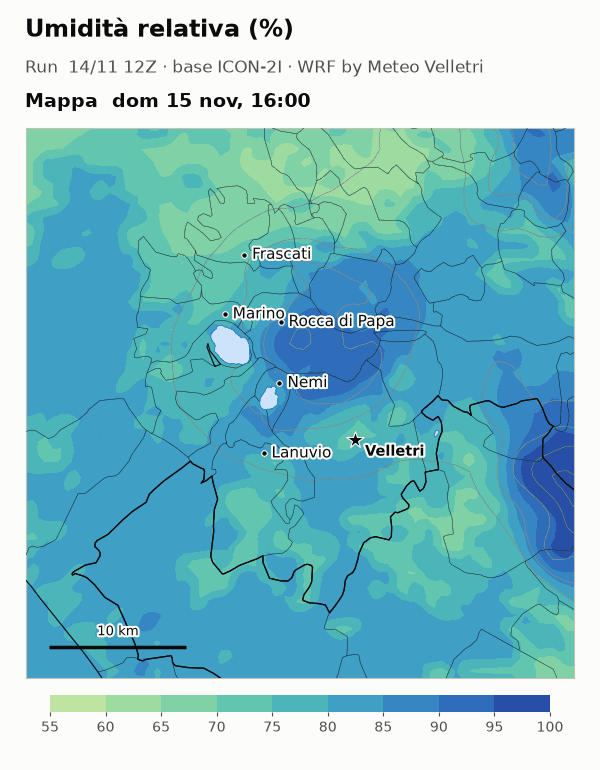 Umidità relativa (%)
Run  14/11 12Z · base ICON-2I · WRF by Meteo Velletri
Mappa  dom 15 nov, 16:00
Frascati
Marino
Rocca di Papa
Nemi
Velletri
Lanuvio
10 km
55 60 65 70 75 80 85 90 95 100